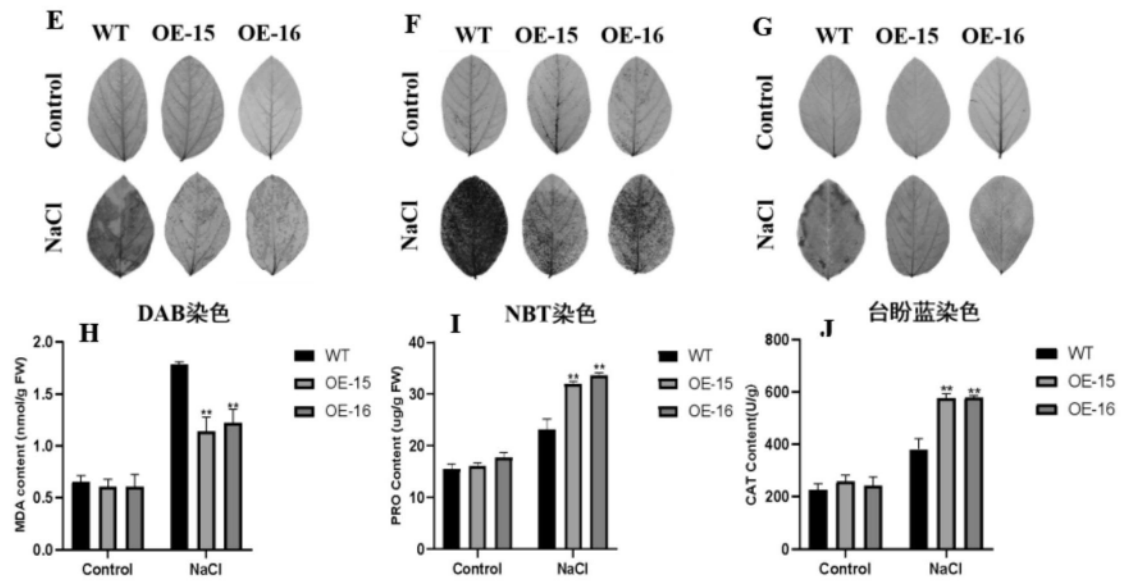 E
WT OE-15 OE-16
Control
NaCl
DAB染色
F
WT OE-15 OE-16
Control
NaCl
NBT染色
G
WT OE-15 OE-16
Control
NaCl
台盼蓝染色
H
MDA content (nmol/g FW)
2.0
1.5
1.0
0.5
0.0
** **
Control NaCl
WT
OE-15
OE-16
I
PRO Content (ug/g FW)
40
30
20
10
0
** **
Control NaCl
WT
OE-15
OE-16
J
CAT Content(U/g)
800
600
400
200
0
** **
Control NaCl
WT
OE-15
OE-16